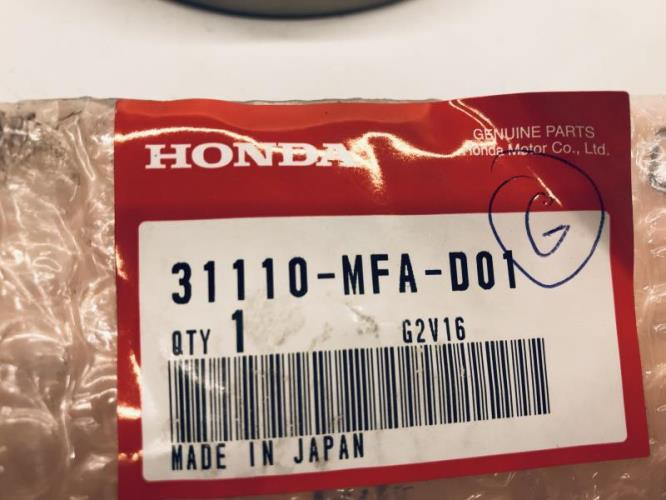 GENUINE PARTS
HONDA
Honda Motor Co., Ltd.
G
31110-MFA-D01
QTY 1 G2V16
MADE IN JAPAN